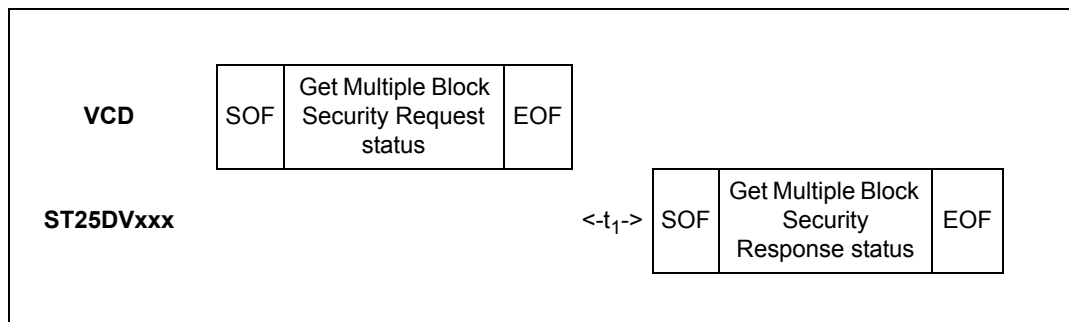 VCD
SOF
Get Multiple Block
Security Request
status
EOF
ST25DVxxx
<-t1->
SOF
Get Multiple Block
Security
Response status
EOF